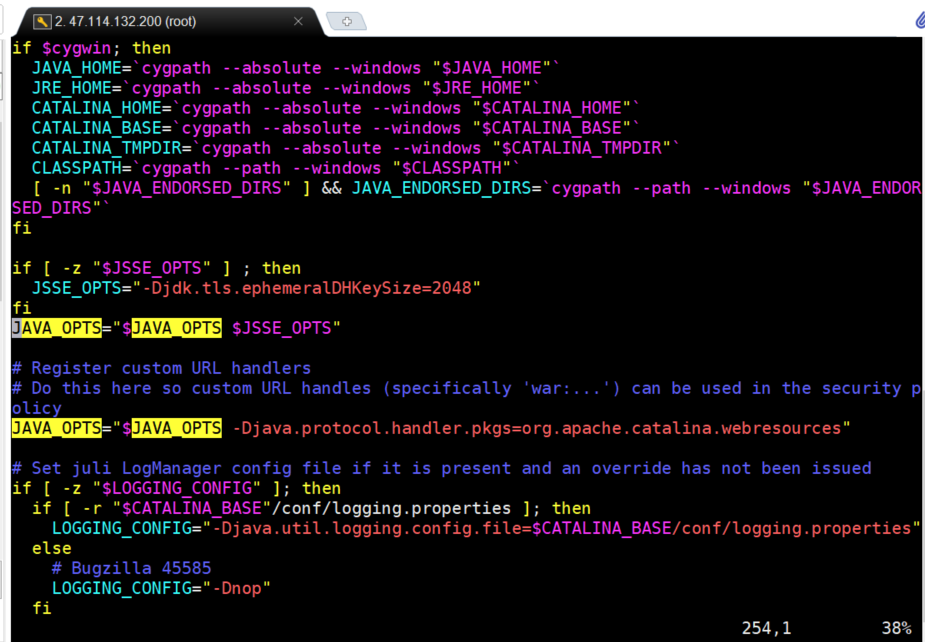 2. 47.114.132.200 (root)
if $cygwin; then
  JAVA_HOME=`cygpath --absolute --windows "$JAVA_HOME"`
  JRE_HOME=`cygpath --absolute --windows "$JRE_HOME"`
  CATALINA_HOME=`cygpath --absolute --windows "$CATALINA_HOME"`
  CATALINA_BASE=`cygpath --absolute --windows "$CATALINA_BASE"`
  CATALINA_TMPDIR=`cygpath --absolute --windows "$CATALINA_TMPDIR"`
  CLASSPATH=`cygpath --path --windows "$CLASSPATH"`
  [ -n "$JAVA_ENDORSED_DIRS" ] && JAVA_ENDORSED_DIRS=`cygpath --path --windows "$JAVA_ENDOR
SED_DIRS"`
fi
if [ -z "$JSSE_OPTS" ] ; then
  JSSE_OPTS="-Djdk.tls.ephemeralDHKeySize=2048"
fi
JAVA_OPTS="$JAVA_OPTS $JSSE_OPTS"
# Register custom URL handlers
# Do this here so custom URL handles (specifically 'war:...') can be used in the security p
olicy
JAVA_OPTS="$JAVA_OPTS -Djava.protocol.handler.pkgs=org.apache.catalina.webresources"
# Set juli LogManager config file if it is present and an override has not been issued
if [ -z "$LOGGING_CONFIG" ]; then
  if [ -r "$CATALINA_BASE"/conf/logging.properties ]; then
    LOGGING_CONFIG="-Djava.util.logging.config.file=$CATALINA_BASE/conf/logging.properties"
  else
    # Bugzilla 45585
    LOGGING_CONFIG="-Dnop"
  fi
254,1 38%